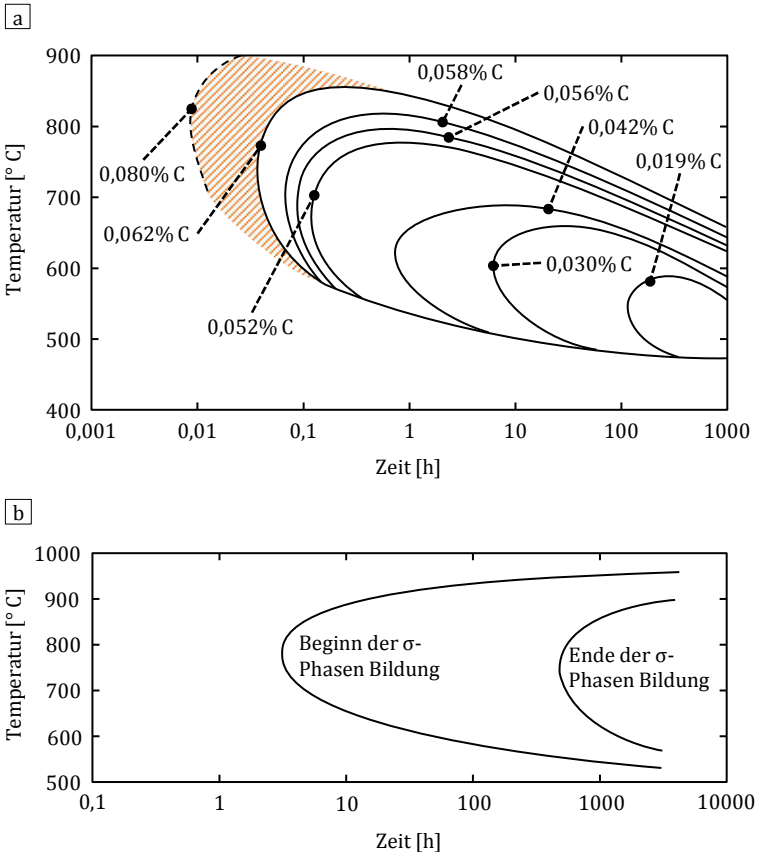 a
900
800
700
600
500
400
Temperatur [° C]
0,058% C
0,056% C
0,042% C
0,019% C
0,080% C
0,062% C
0,030% C
0,052% C
0,001
0,01
0,1
1
10
100
1000
Zeit [h]
b
1000
900
800
700
600
500
Temperatur [° C]
Beginn der σ-
Phasen Bildung
Ende der σ-
Phasen Bildung
0,1
1
10
100
1000
10000
Zeit [h]